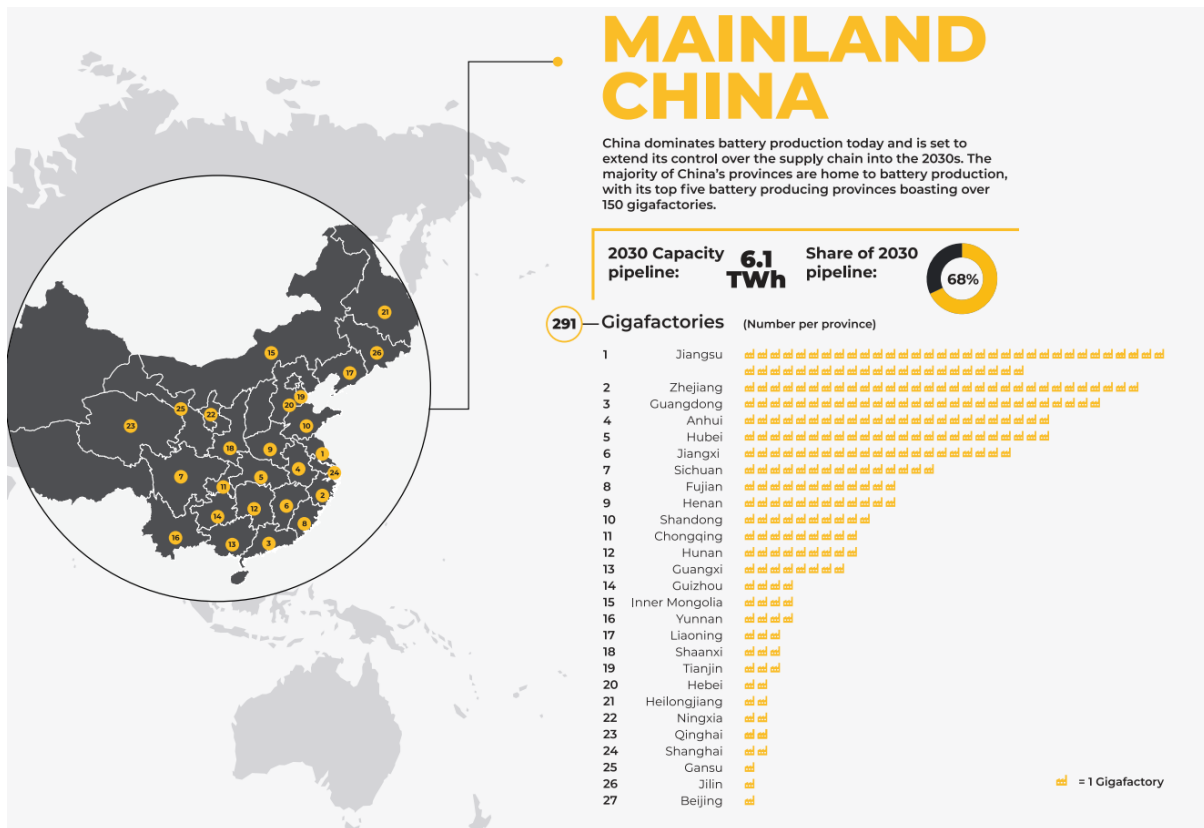 MAINLAND
CHINA
China dominates battery production today and is set to
extend its control over the supply chain into the 2030s. The
majority of China's provinces are home to battery production,
with its top five battery producing provinces boasting over
150 gigafactories.
2030 Capacity
pipeline:
6.1
TWh
Share of 2030
pipeline:
68%
291
Gigafactories (Number per province)
1 Jiangsu
2 Zhejiang
3 Guangdong
4 Anhui
5 Hubei
6 Jiangxi
7 Sichuan
8 Fujian
9 Henan
10 Shandong
11 Chongqing
12 Hunan
13 Guangxi
14 Guizhou
15 Inner Mongolia
16 Yunnan
17 Liaoning
18 Shaanxi
19 Tianjin
20 Hebei
21 Heilongjiang
22 Ningxia
23 Qinghai
24 Shanghai
25 Gansu
26 Jilin
27 Beijing
= 1 Gigafactory
21
26
15
17
19
20
25
22
23
10
18
9
1
4
24
7
5
11
2
6
12
14
8
16
13
3